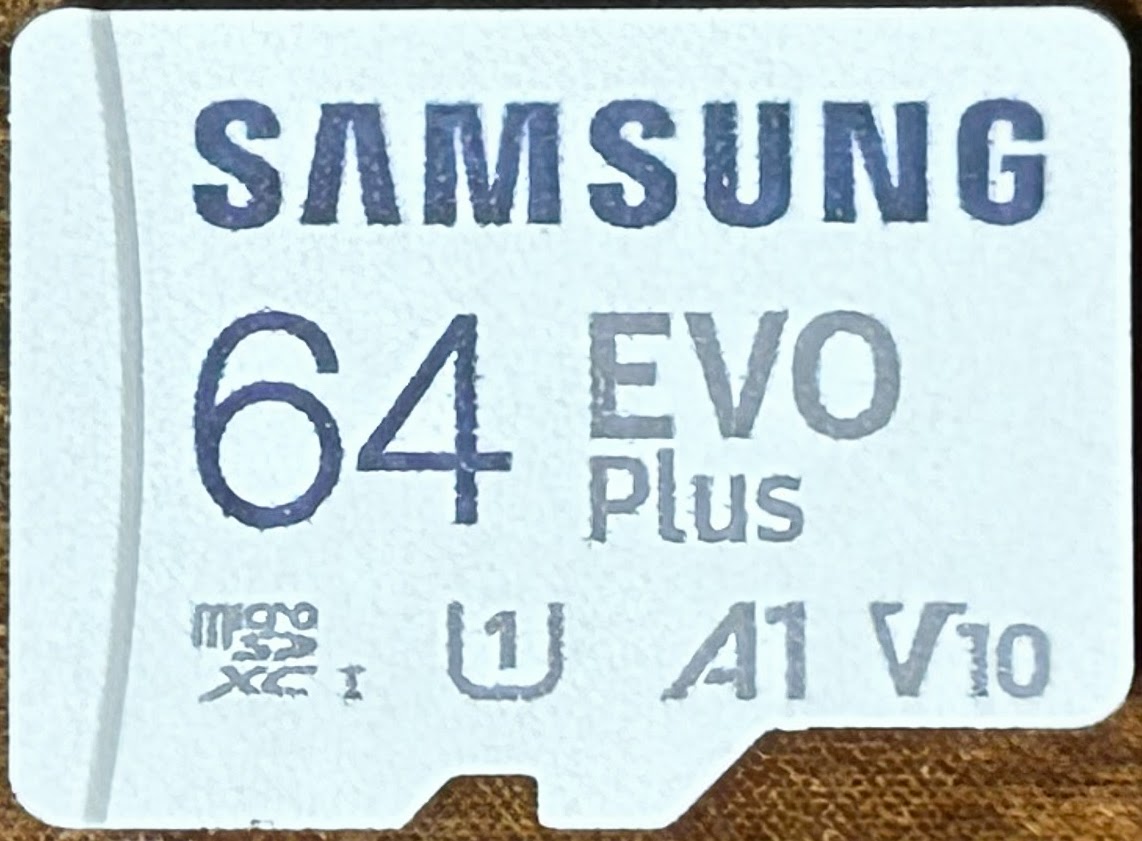 SAMSUNG
64 EVO
Plus
micro
SD
XC I U1 A1 V10